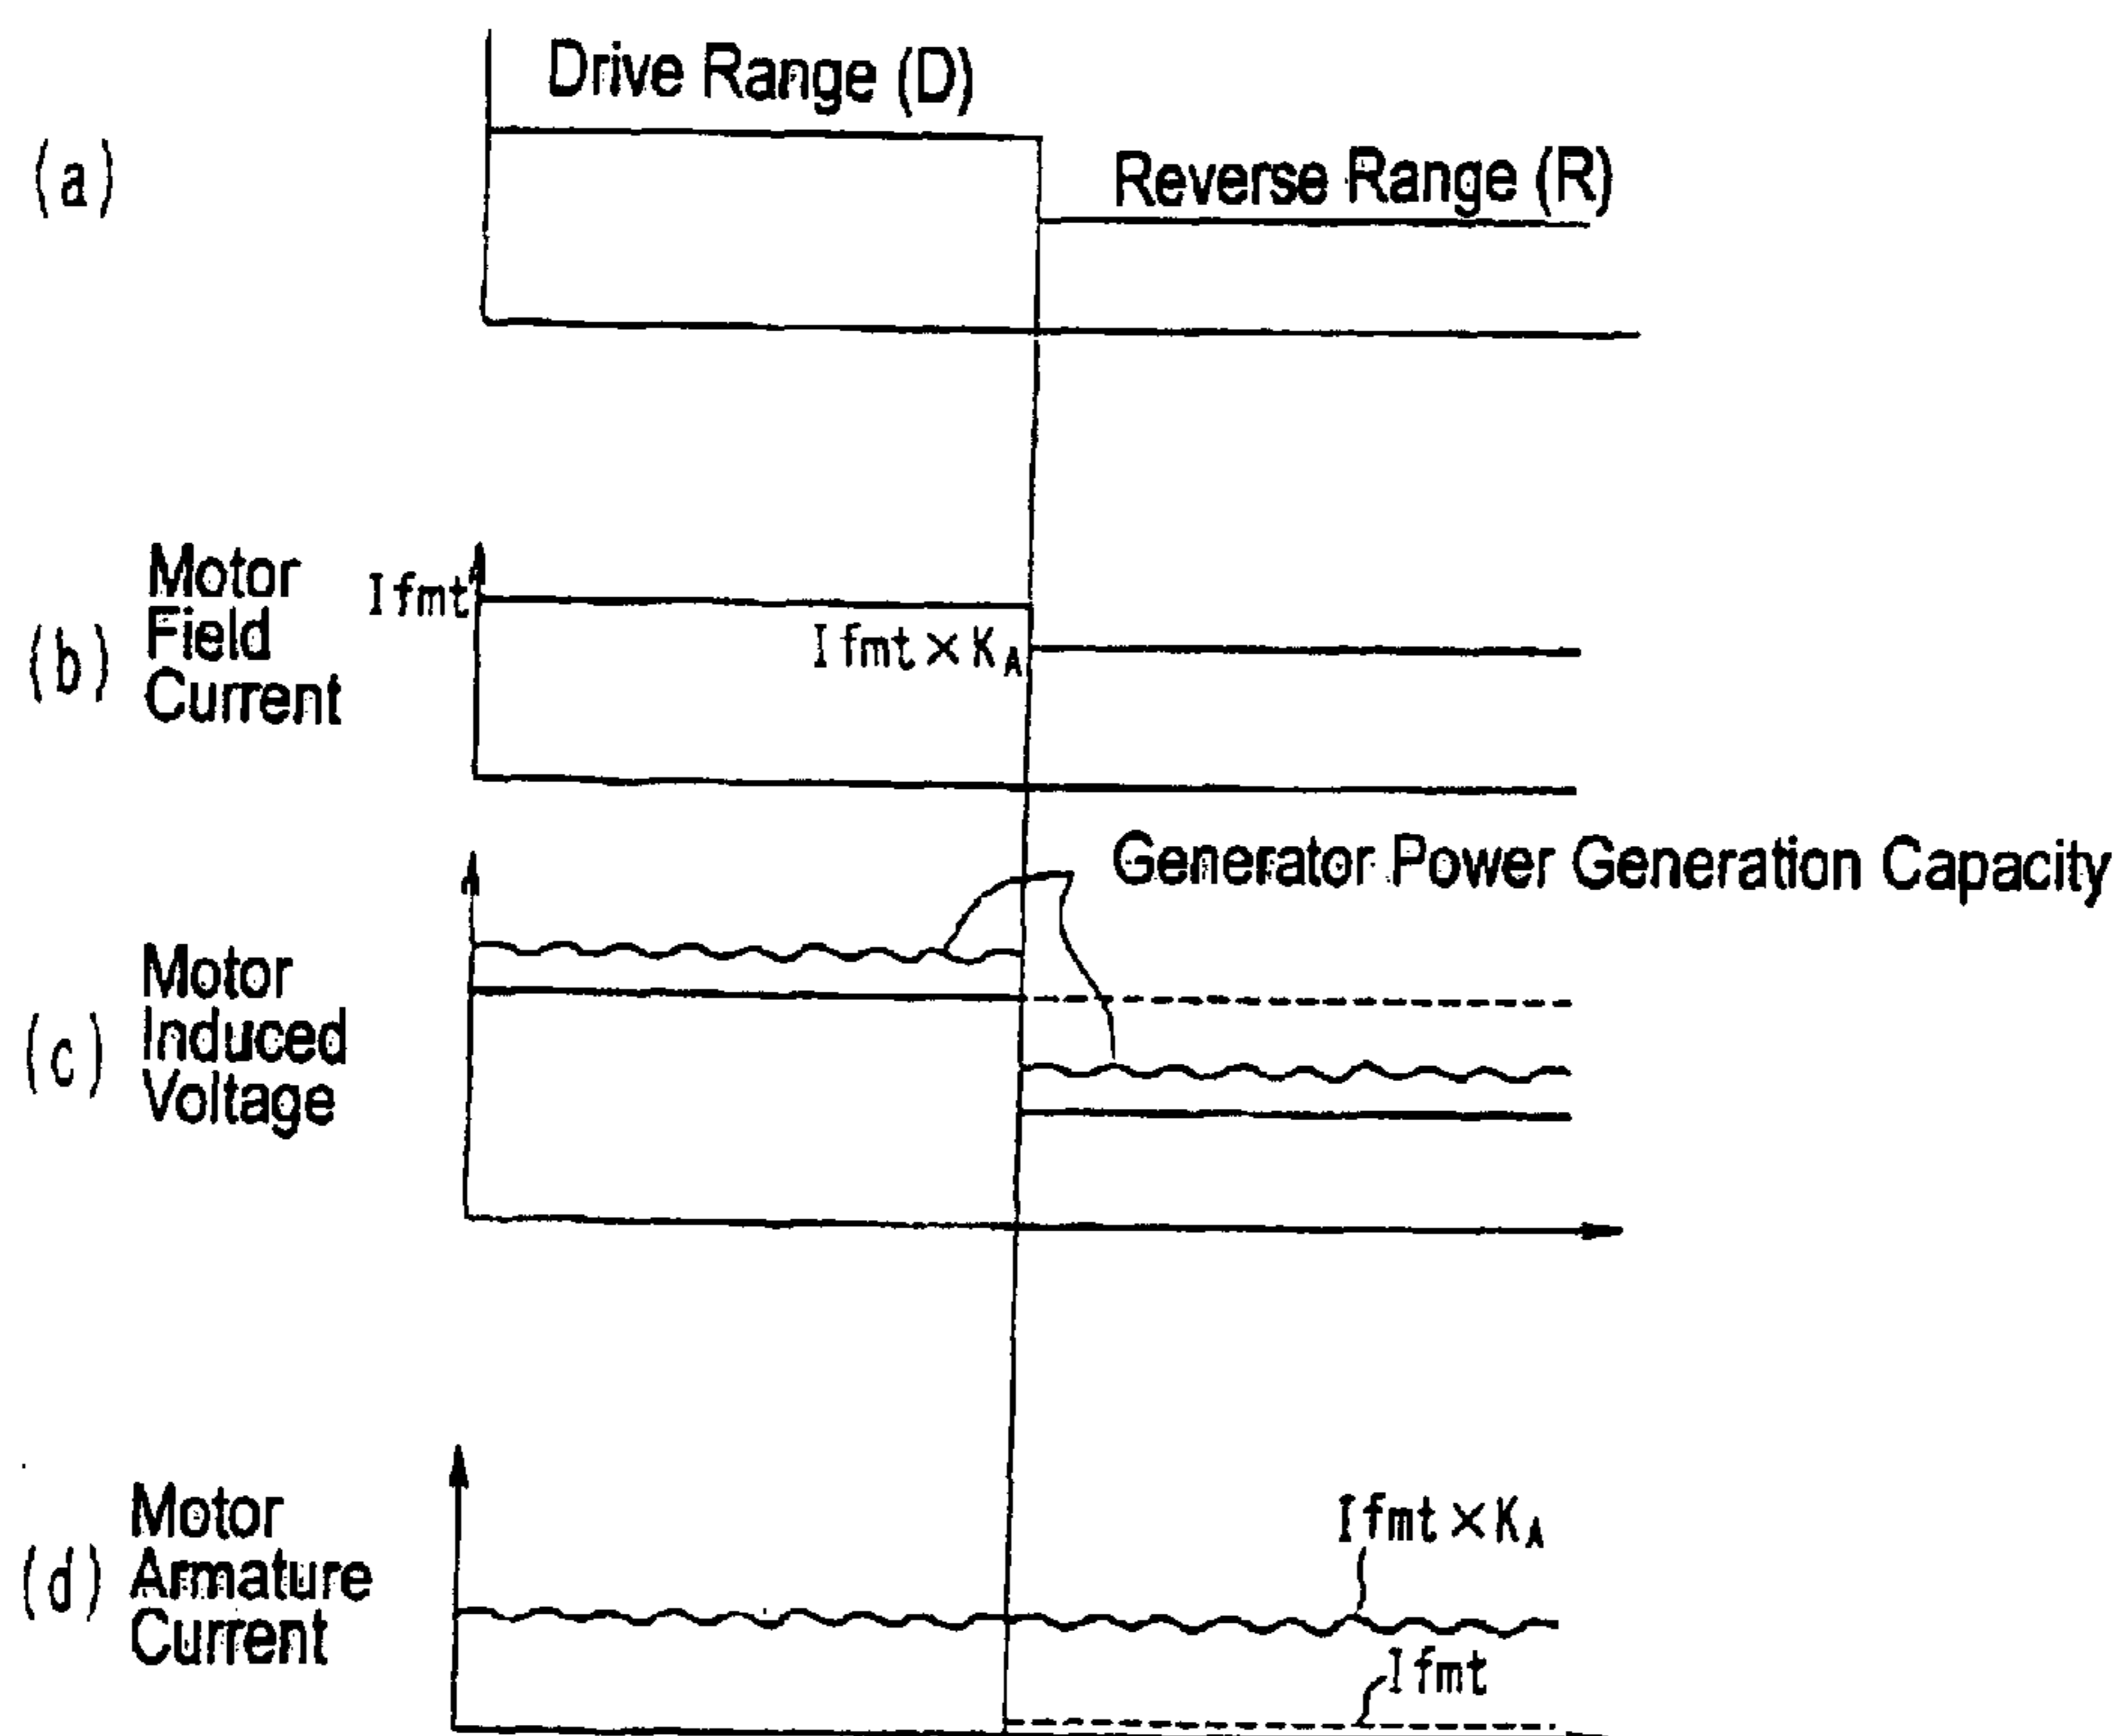 Drive Range (D)
(a)
Reverse Range (R)
(b)
Motor
Field
Current
Ifmt
Ifmt × KA
Generator Power Generation Capacity
(c)
Motor
Induced
Voltage
(d)
Motor
Armature
Current
Ifmt × KA
Ifmt